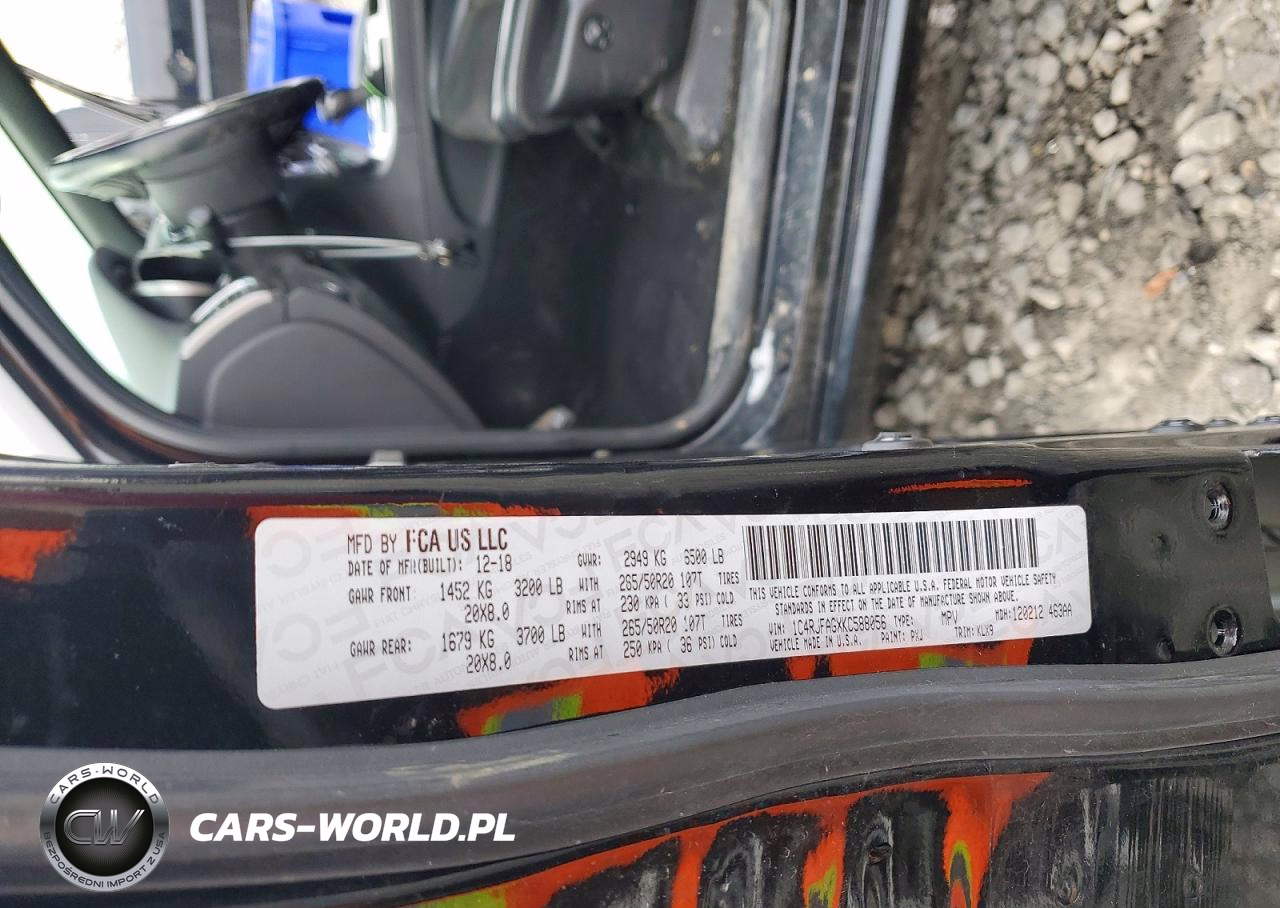 MFD BY FCA US LLC
DATE OF MFR(BUILT): 12-18 GVWR: 2949 KG 6500 LB
GAWR FRONT: 1452 KG 3200 LB WITH 265/50R20 107T TIRES
20X8.0 RIMS AT 230 KPA ( 33 PSI) COLD
GAWR REAR: 1679 KG 3700 LB WITH 265/50R20 107T TIRES
20X8.0 RIMS AT 250 KPA ( 36 PSI) COLD
THIS VEHICLE CONFORMS TO ALL APPLICABLE U.S.A. FEDERAL MOTOR VEHICLE SAFETY
STANDARDS IN EFFECT ON THE DATE OF MANUFACTURE SHOWN ABOVE.
VIN: 1C4RJFAGXKC588056 TYPE: MPV MDH:120212 463AA
VEHICLE MADE IN U.S.A. PAINT: PXJ TRIM: KLX9
CARS-WORLD
CW
BEZPOŚREDNI IMPORT Z USA
CARS-WORLD.PL